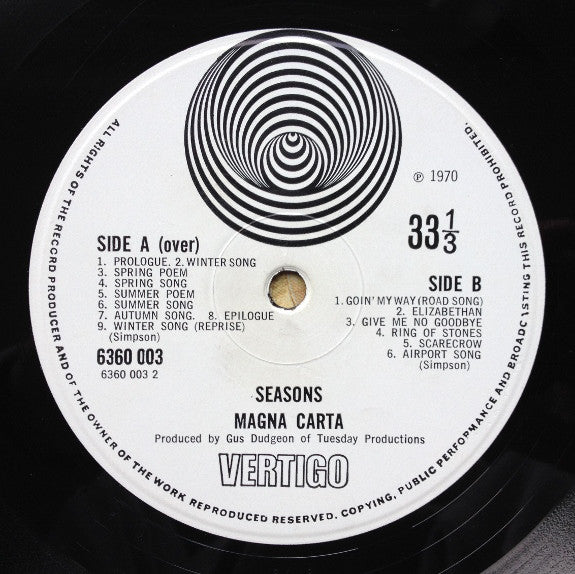 ℗ 1970
33 1/3
SIDE A (over)
1. PROLOGUE. 2. WINTER SONG
3. SPRING POEM
4. SPRING SONG
5. SUMMER POEM
6. SUMMER SONG
7. AUTUMN SONG. 8. EPILOGUE
9. WINTER SONG (REPRISE)
(Simpson)
6360 003
6360 003 2
SIDE B
1. GOIN' MY WAY (ROAD SONG)
2. ELIZABETHAN
3. GIVE ME NO GOODBYE
4. RING OF STONES
5. SCARECROW
6. AIRPORT SONG
(Simpson)
SEASONS
MAGNA CARTA
Produced by Gus Dudgeon of Tuesday Productions
VERTIGO
ALL RIGHTS OF THE RECORD PRODUCER AND OF THE OWNER OF THE WORK REPRODUCED RESERVED. COPYING, PUBLIC PERFORMANCE AND BROADC STING THIS RECORD PROHIBITED.